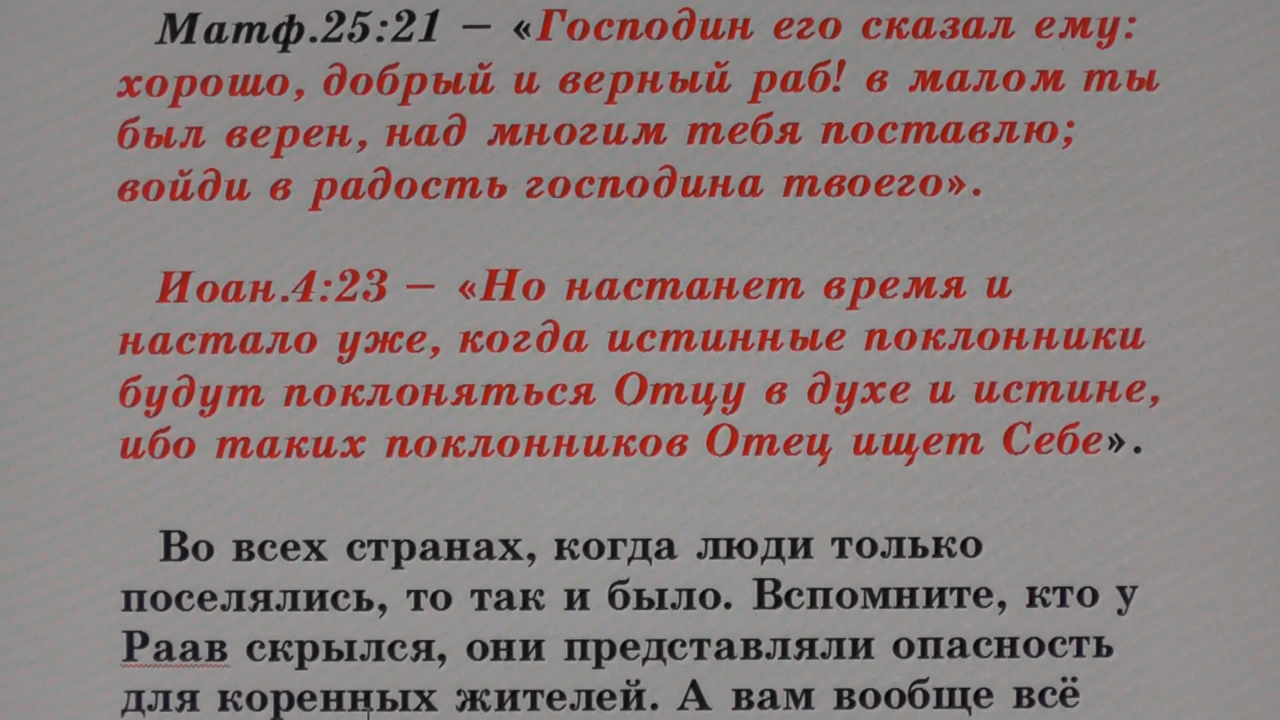 Матф.25:21 – «Господин его сказал ему:
хорошо, добрый и верный раб! в малом ты
был верен, над многим тебя поставлю;
войди в радость господина твоего».
Иоан.4:23 – «Но настанет время и
настало уже, когда истинные поклонники
будут поклоняться Отцу в духе и истине,
ибо таких поклонников Отец ищет Себе».
Во всех странах, когда люди только
поселялись, то так и было. Вспомните, кто у
Раав скрылся, они представляли опасность
для коренных жителей. А вам вообще всё